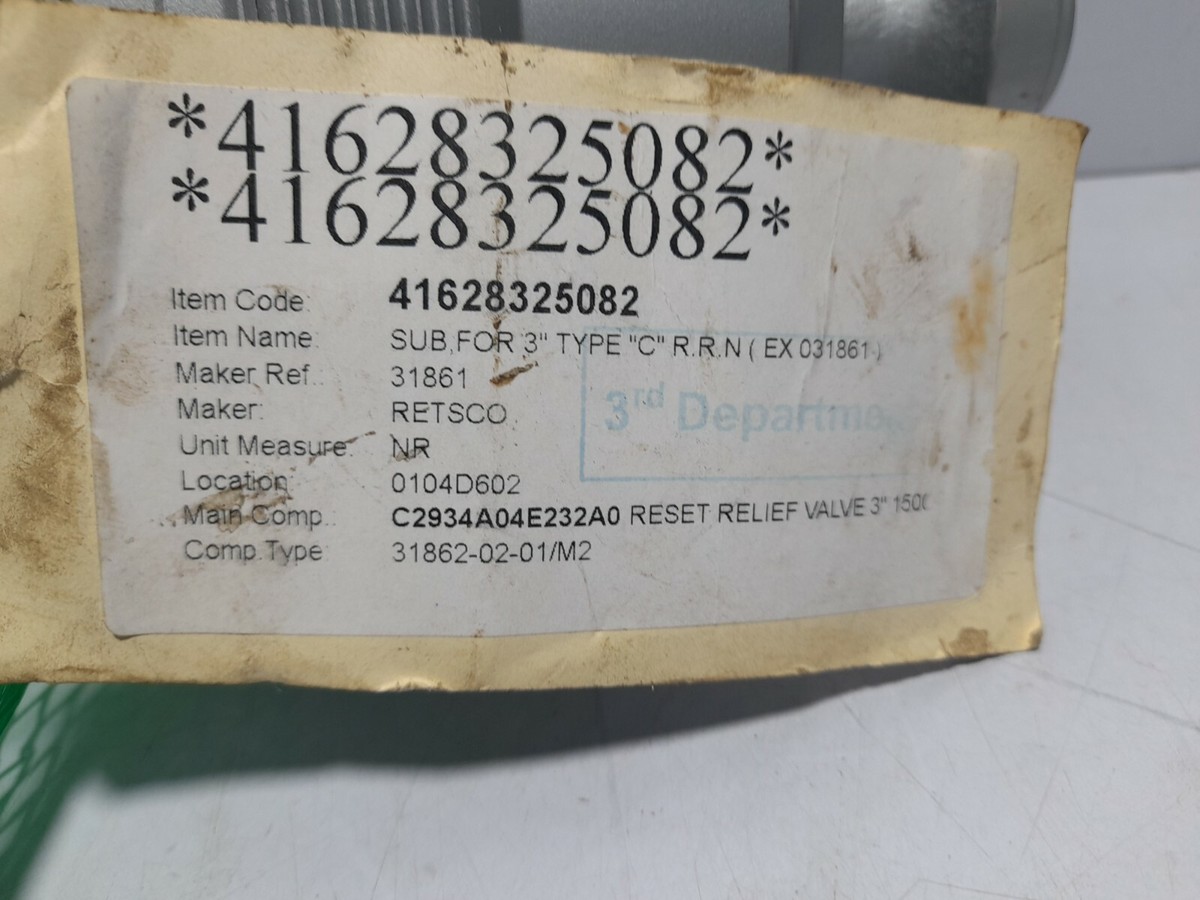 *41628325082*
*41628325082*
Item Code: 41628325082
Item Name: SUB,FOR 3" TYPE "C" R.R.N ( EX 031861 )
Maker Ref.: 31861
Maker: RETSCO
3rd Departme
Unit Measure: NR
Location: 0104D602
Main Comp.: C2934A04E232A0 RESET RELIEF VALVE 3" 150
Comp.Type: 31862-02-01/M2